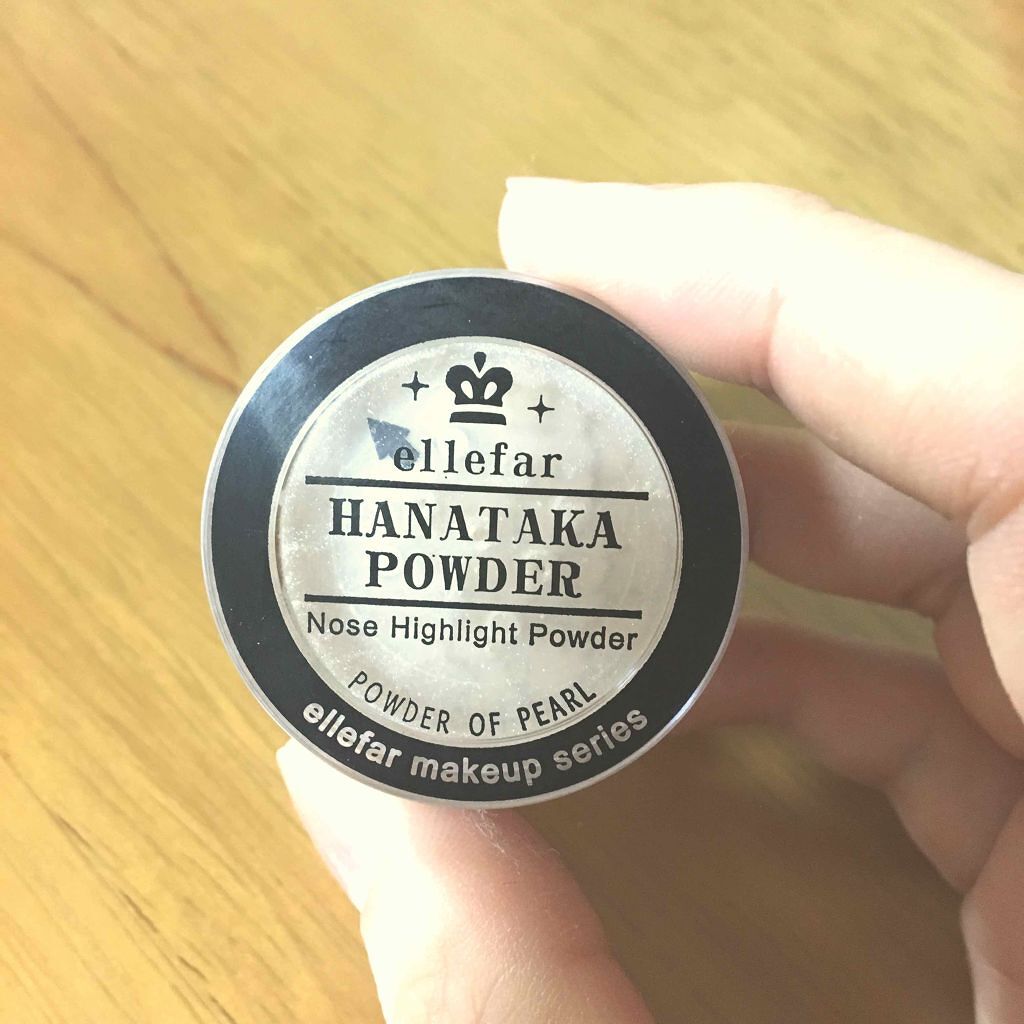 ellefar
HANATAKA
POWDER
Nose Highlight Powder
POWDER OF PEARL
ellefar makeup series